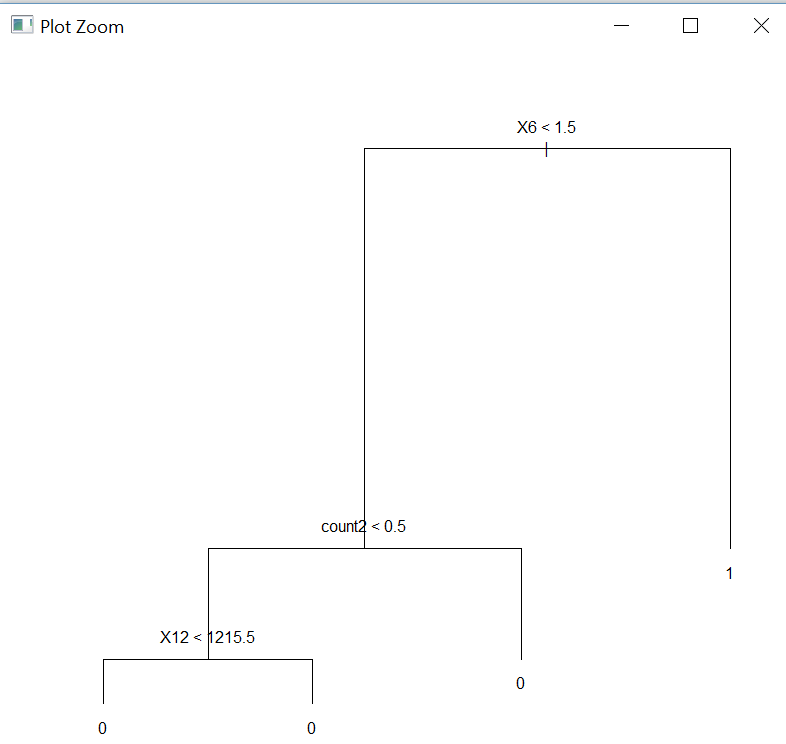 Plot Zoom
X6 < 1.5
count2 < 0.5
1
X12 < 1215.5
0
0 0